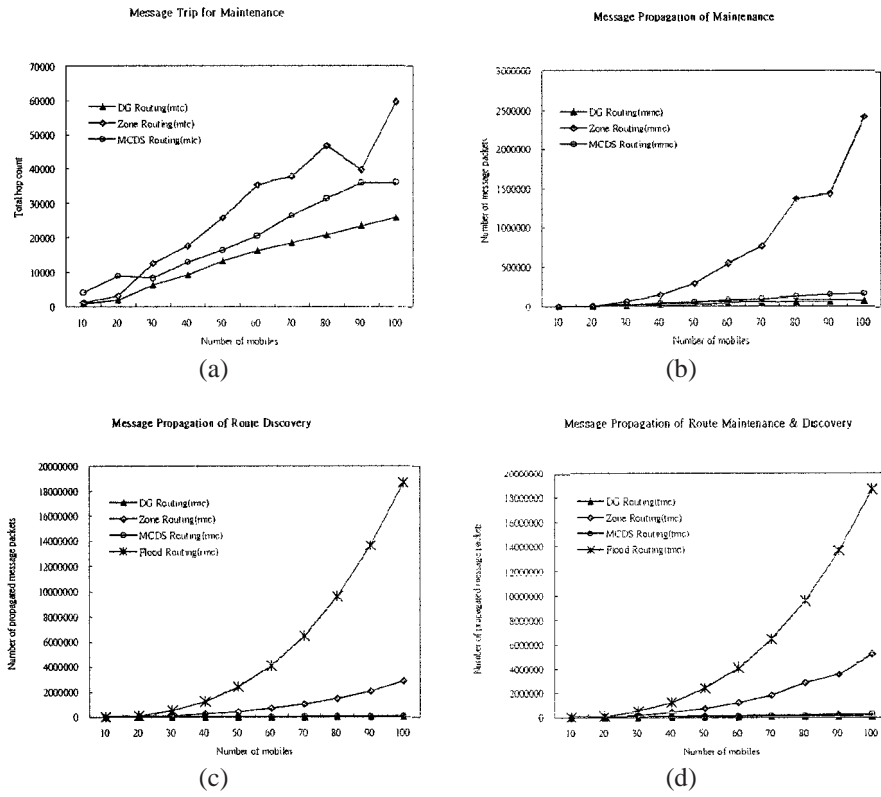 Message Trip for Maintenance
70000
60000
50000
40000
30000
20000
10000
0
Total hop count
DG Routing(mtc)
Zone Routing(mtc)
MCDS Routing(mtc)
10 20 30 40 50 60 70 80 90 100
Number of mobiles
(a)
Message Propagation of Maintenance
3000000
2500000
2000000
1500000
1000000
500000
0
Number of message packets
DG Routing(mmc)
Zone Routing(mmc)
MCDS Routing(mmc)
10 20 30 40 50 60 70 80 90 100
Number of mobiles
(b)
Message Propagation of Route Discovery
20000000
18000000
16000000
14000000
12000000
10000000
8000000
6000000
4000000
2000000
0
Number of propagated message packets
DG Routing(rmc)
Zone Routing(rmc)
MCDS Routing(rmc)
Flood Routing(rmc)
10 20 30 40 50 60 70 80 90 100
Number of mobiles
(c)
Message Propagation of Route Maintenance & Discovery
20000000
18000000
16000000
14000000
12000000
10000000
8000000
6000000
4000000
2000000
0
Number of propagated message packets
DG Routing(tmc)
Zone Routing(tmc)
MCDS Routing(tmc)
Flood Routing(tmc)
10 20 30 40 50 60 70 80 90 100
Number of mobiles
(d)